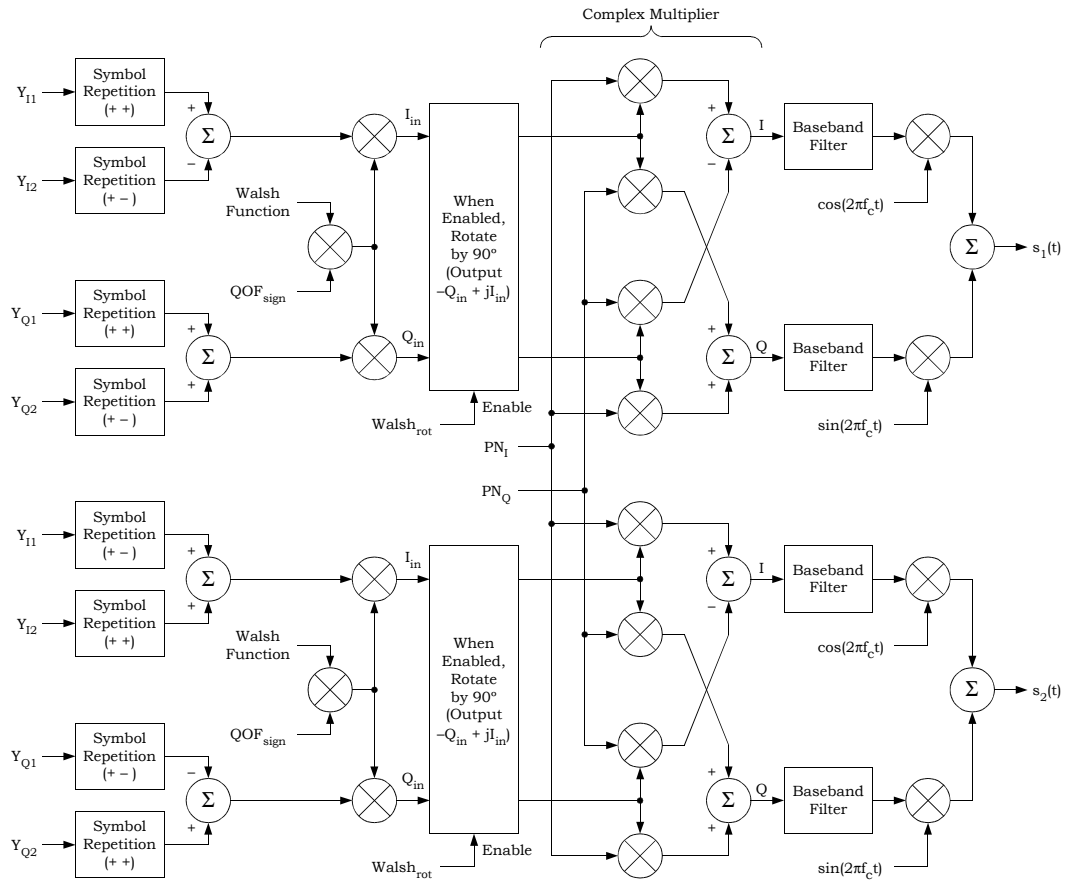 Complex Multiplier
Y_I1
Symbol
Repetition
(+ +)
+
Σ
–
Y_I2
Symbol
Repetition
(+ –)
I_in
Walsh
Function
QOF_sign
When
Enabled,
Rotate
by 90º
(Output
–Q_in + jI_in)
Y_Q1
Symbol
Repetition
(+ +)
+
Σ
+
Y_Q2
Symbol
Repetition
(+ –)
Q_in
Walsh_rot
Enable
PN_I
PN_Q
+
Σ
–
I
Baseband
Filter
cos(2πf_ct)
Σ
s_1(t)
+
Σ
+
Q
Baseband
Filter
sin(2πf_ct)
Y_I1
Symbol
Repetition
(+ –)
+
Σ
+
Y_I2
Symbol
Repetition
(+ +)
I_in
Walsh
Function
QOF_sign
When
Enabled,
Rotate
by 90º
(Output
–Q_in + jI_in)
Y_Q1
Symbol
Repetition
(+ –)
–
Σ
+
Y_Q2
Symbol
Repetition
(+ +)
Q_in
Walsh_rot
Enable
+
Σ
–
I
Baseband
Filter
cos(2πf_ct)
Σ
s_2(t)
+
Σ
+
Q
Baseband
Filter
sin(2πf_ct)